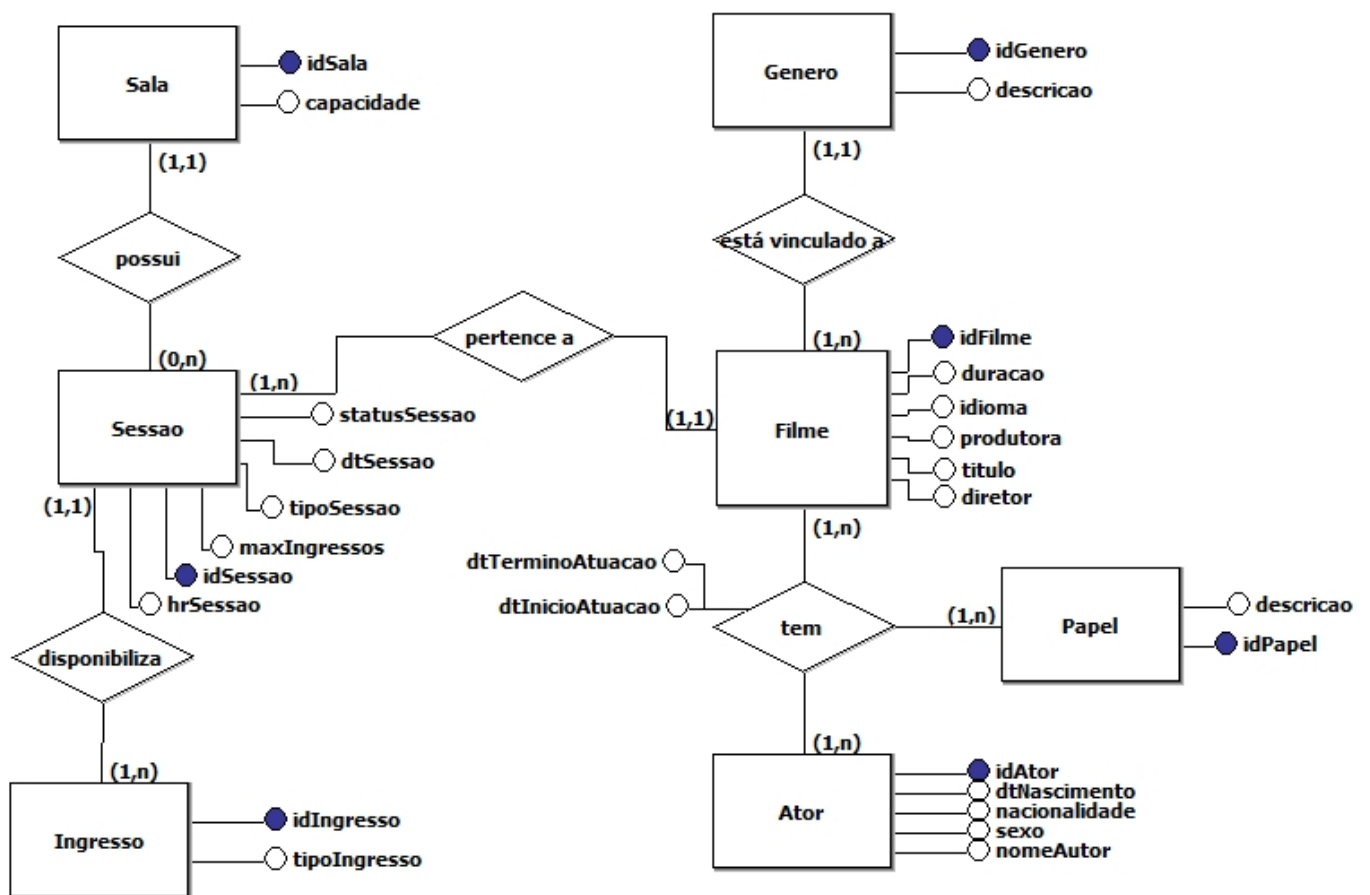 Sala
idSala
capacidade
(1,1)
possui
(0,n)
Sessao
(1,n)
statusSessao
dtSessao
tipoSessao
maxIngressos
idSessao
hrSessao
(1,1)
disponibiliza
(1,n)
Ingresso
idIngresso
tipoIngresso
pertence a
(1,1)
Genero
idGenero
descricao
(1,1)
está vinculado a
(1,n)
Filme
idFilme
duracao
idioma
produtora
titulo
diretor
(1,n)
dtTerminoAtuacao
dtInicioAtuacao
tem
(1,n)
Papel
descricao
idPapel
(1,n)
Ator
idAtor
dtNascimento
nacionalidade
sexo
nomeAutor